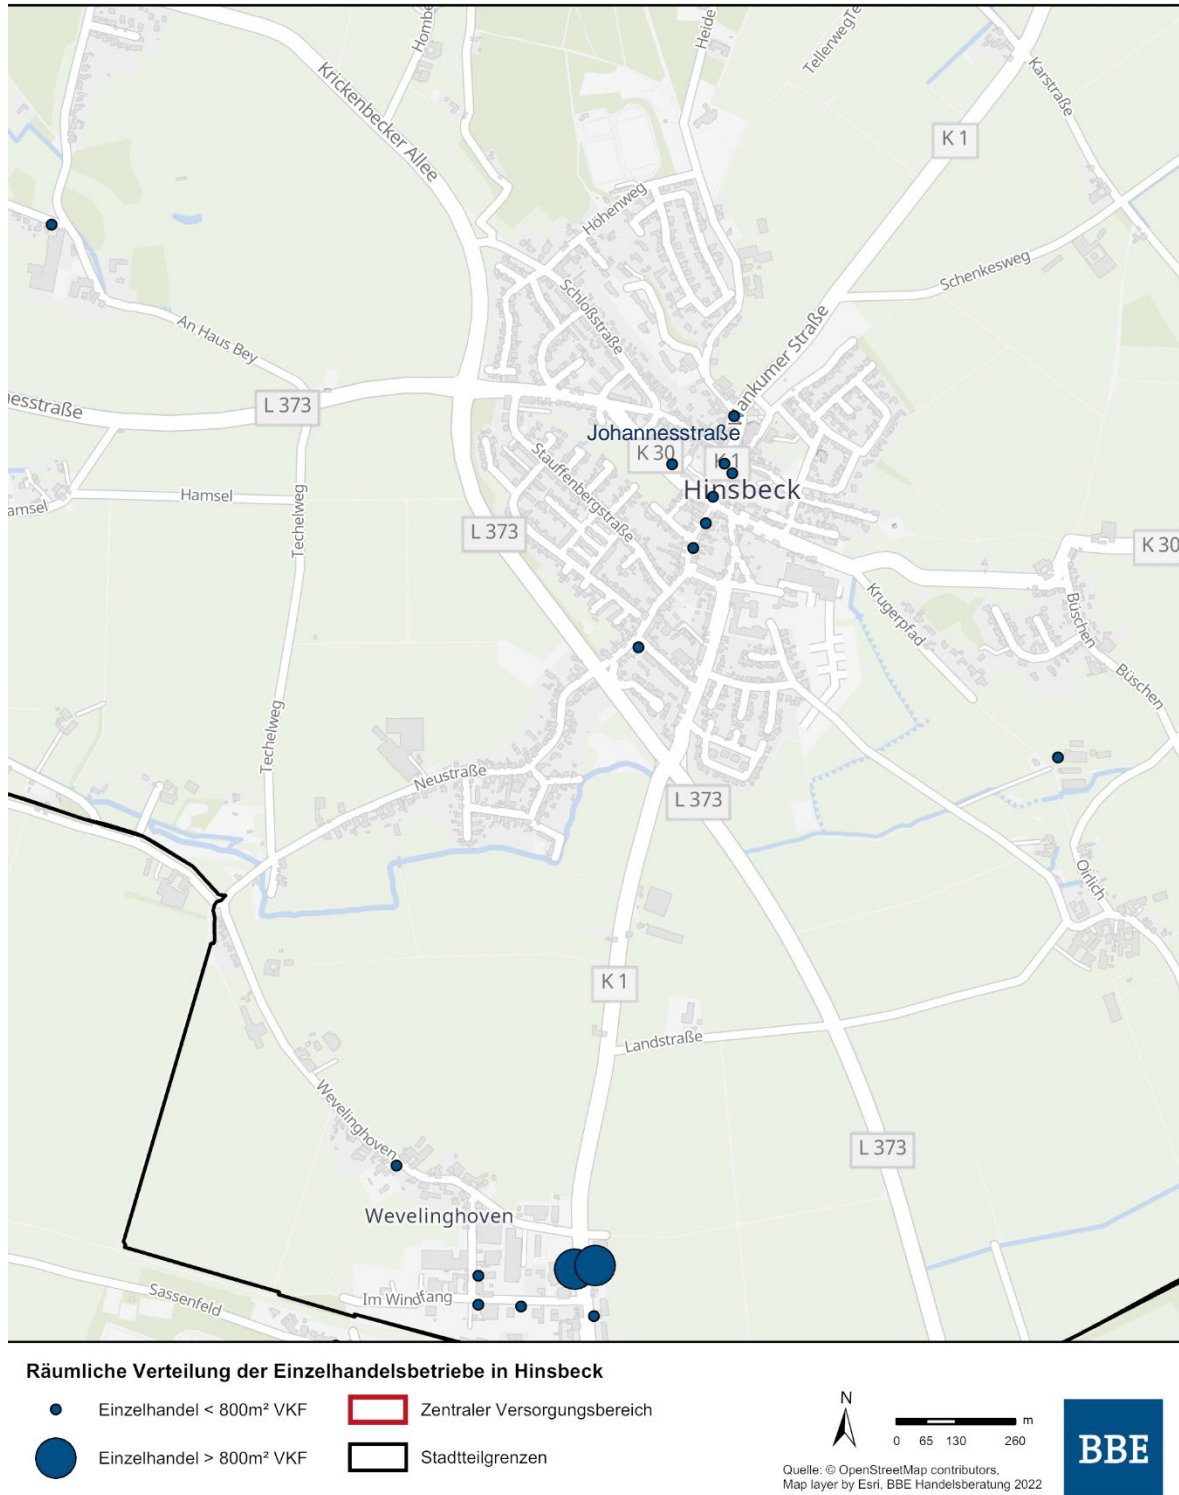 Heide
TellerwegTe
Hombe
Karstraße
Krickenbecker Allee
K 1
Höhenweg
Schenkesweg
Schloßstraße
An Haus Bey
ankumer Straße
nesstraße
L 373
Johannesstraße
K 30
K 1
Hinsbeck
Stauffenbergstraße
Hamsel
amsel
Techelweg
L 373
K 30
Krugerpfad
Büschen
Büschen
Techelweg
Neustraße
L 373
Oirlich
K 1
Landstraße
Wevelinghoven
L 373
Wevelinghoven
Sassenfeld
Im Windfang
Räumliche Verteilung der Einzelhandelsbetriebe in Hinsbeck
Einzelhandel < 800m² VKF
Zentraler Versorgungsbereich
Einzelhandel > 800m² VKF
Stadtteilgrenzen
N
m
0 65 130 260
Quelle: © OpenStreetMap contributors,
Map layer by Esri, BBE Handelsberatung 2022
BBE